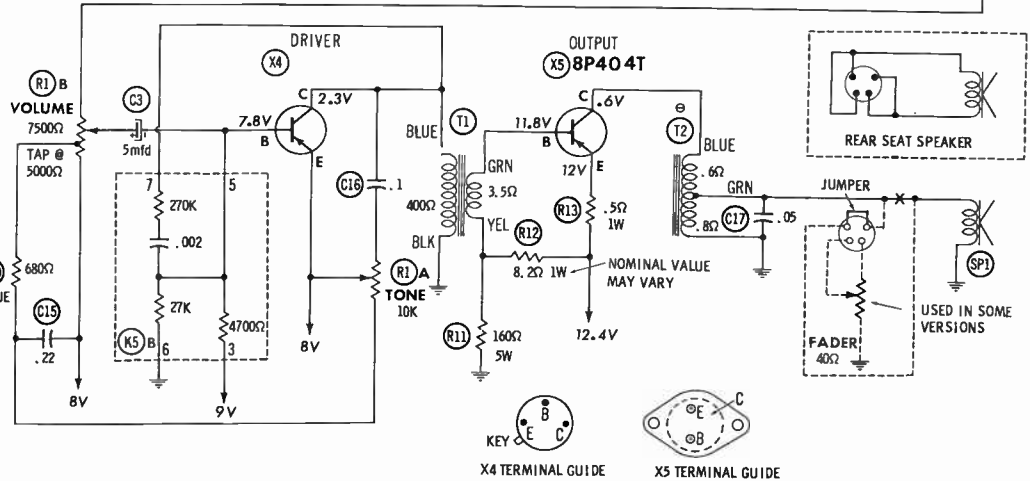 DRIVER
X4
OUTPUT
X5 8P404T
R1 B
VOLUME
7500Ω
TAP @
5000Ω
C3
5mfd
7.8V
B
C
2.3V
E
BLUE
T1
C16
.1
400Ω
BLK
GRN
3.5Ω
YEL
11.8V
B
C
.6V
12V
E
R13
.5Ω
1W
R12
8.2Ω 1W
NOMINAL VALUE
MAY VARY
⊖
T2
BLUE
.6Ω
GRN
.8Ω
C17
.05
REAR SEAT SPEAKER
JUMPER
X
SP1
USED IN SOME
VERSIONS
FADER
40Ω
7
5
270K
.002
27K
4700Ω
K5 B
6
3
9V
680Ω
UE
C15
.22
8V
R1 A
TONE
10K
8V
R11
160Ω
5W
12.4V
B
E
C
KEY
X4 TERMINAL GUIDE
E
B
C
X5 TERMINAL GUIDE